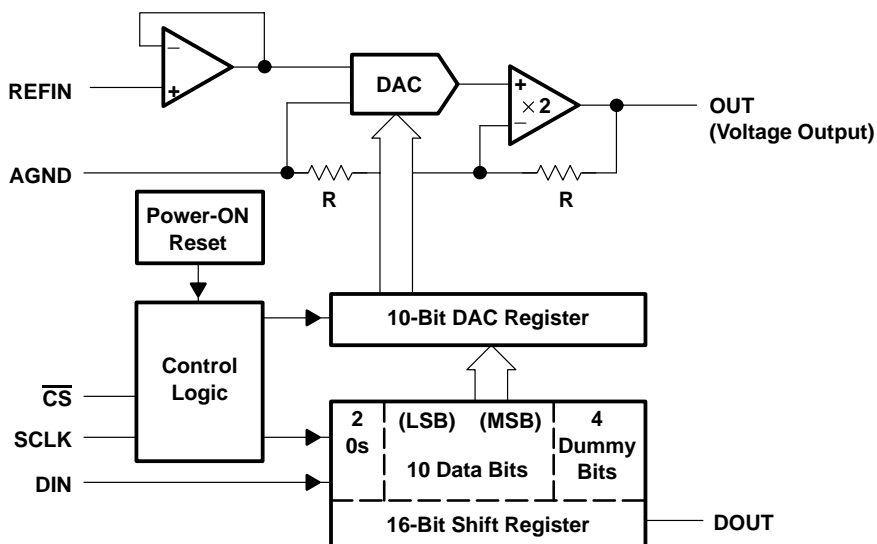 REFIN
−
+
DAC
+
× 2
−
OUT
(Voltage Output)
AGND
R
R
Power-ON
Reset
Control
Logic
10-Bit DAC Register
CS
SCLK
DIN
2
0s
(LSB) (MSB)
10 Data Bits
4
Dummy
Bits
16-Bit Shift Register
DOUT